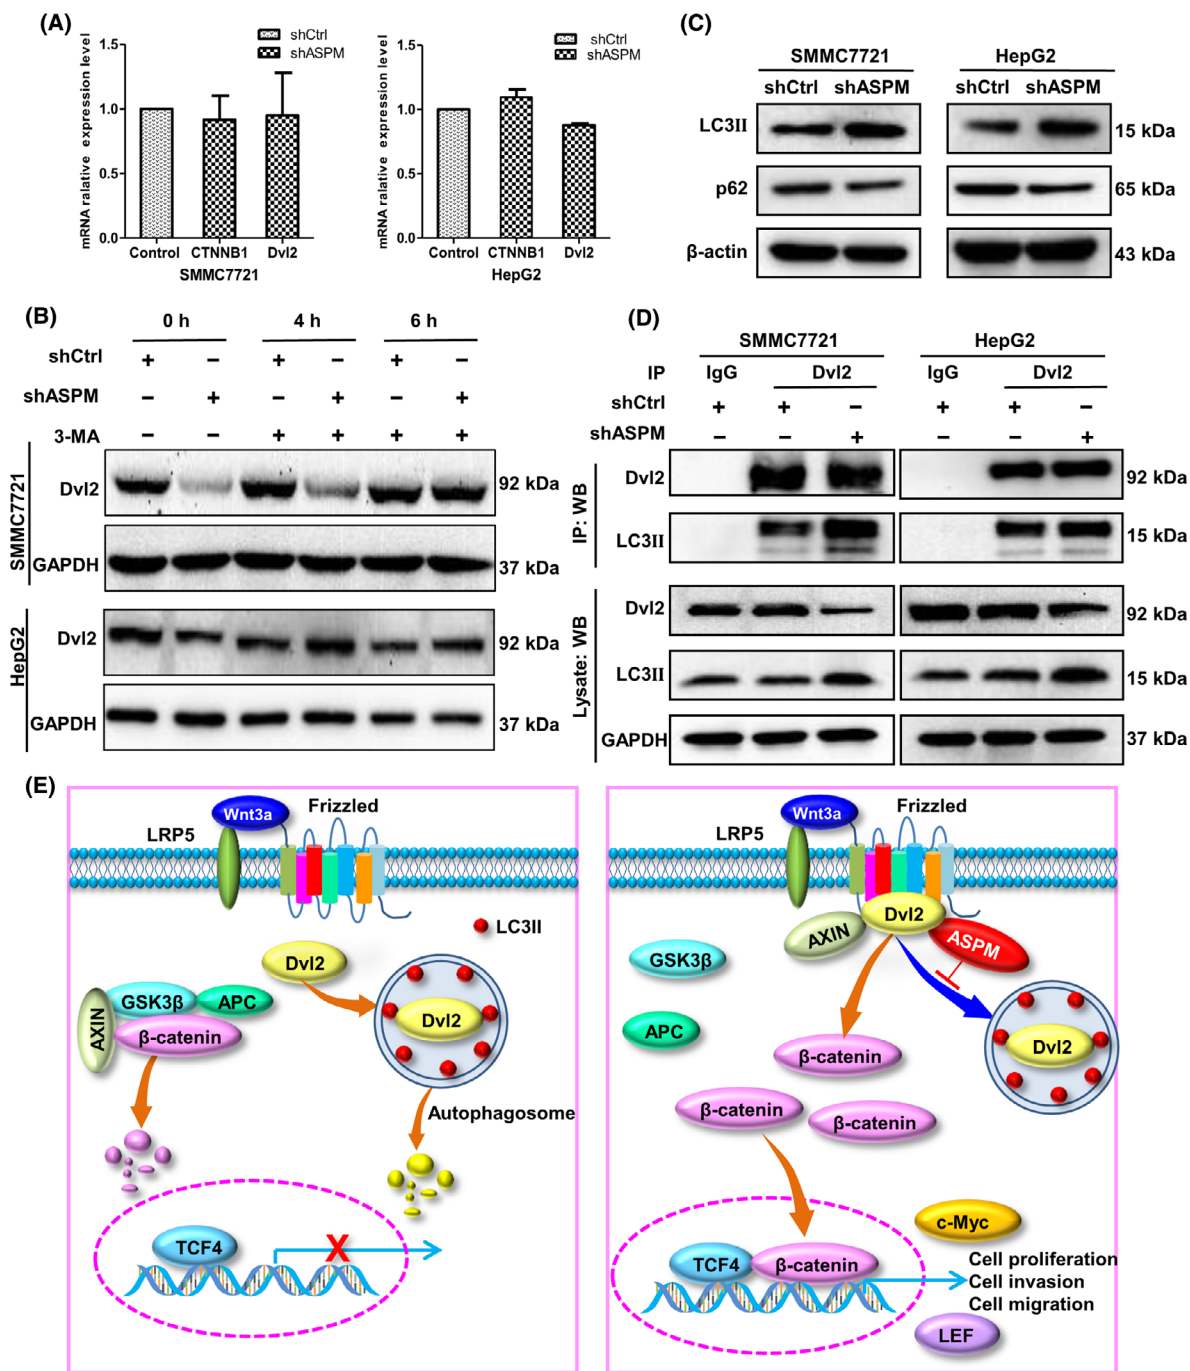 (A)
mRNA ralative expression level
1.5
1.0
0.5
0.0
shCtrl
shASPM
Control CTNNB1 Dvl2
SMMC7721
mRNA ralative expression level
1.5
1.0
0.5
0.0
shCtrl
shASPM
Control CTNNB1 Dvl2
HepG2
(C)
SMMC7721 HepG2
shCtrl shASPM shCtrl shASPM
LC3II 15 kDa
p62 65 kDa
β-actin 43 kDa
(B)
0 h 4 h 6 h
shCtrl + − + − + −
shASPM − + − + − +
3-MA − − + + + +
SMMC7721
Dvl2 92 kDa
GAPDH 37 kDa
HepG2
Dvl2 92 kDa
GAPDH 37 kDa
(D)
SMMC7721 HepG2
IP IgG Dvl2 IgG Dvl2
shCtrl + + − + + −
shASPM − − + − − +
IP: WB
Dvl2 92 kDa
LC3II 15 kDa
Lysate: WB
Dvl2 92 kDa
LC3II 15 kDa
GAPDH 37 kDa
(E)
Wnt3a
Frizzled
LRP5
LC3II
Dvl2
GSK3β
APC
AXIN
β-catenin
Dvl2
Autophagosome
TCF4
X
Wnt3a
Frizzled
LRP5
Dvl2
AXIN
ASPM
GSK3β
APC
β-catenin
Dvl2
β-catenin
β-catenin
c-Myc
TCF4
β-catenin
Cell proliferation
Cell invasion
Cell migration
LEF